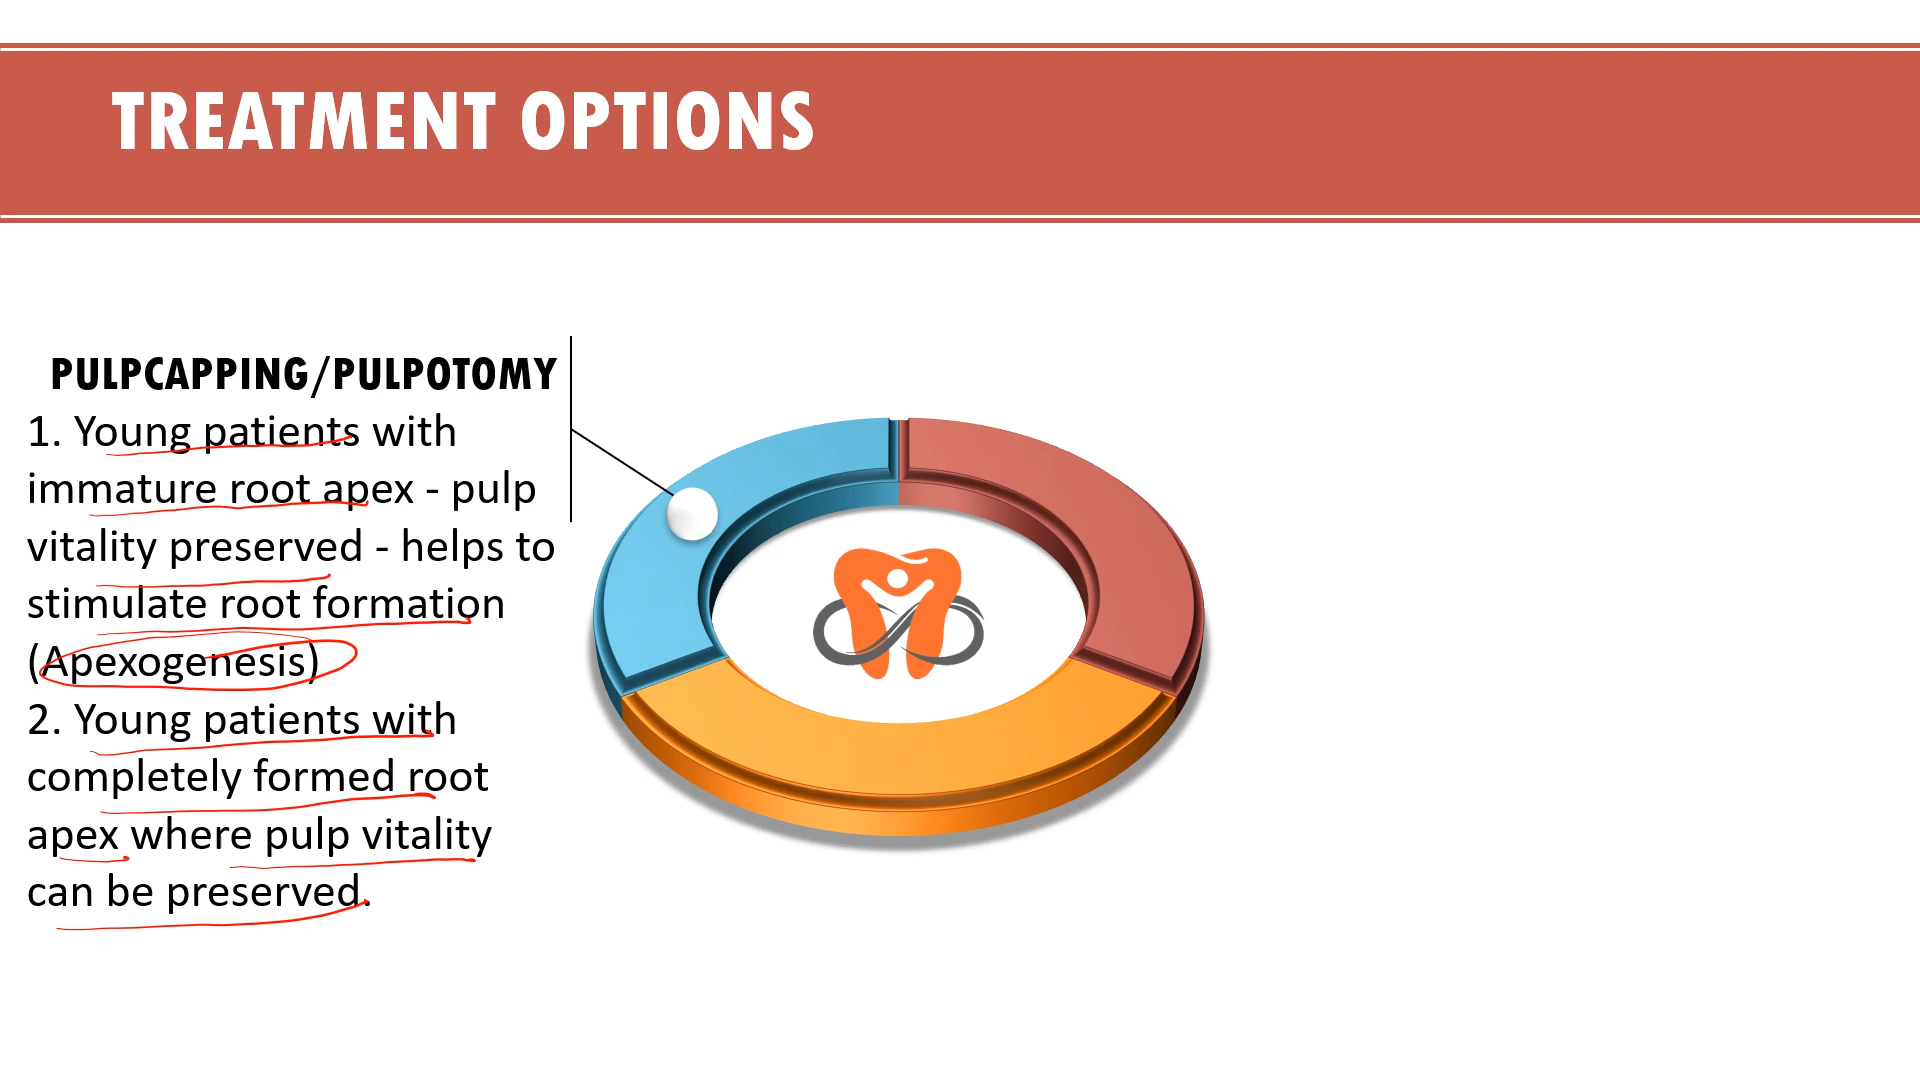 TREATMENT OPTIONS
PULPCAPPING/PULPOTOMY
1. Young patients with
immature root apex - pulp
vitality preserved - helps to
stimulate root formation
(Apexogenesis)
2. Young patients with
completely formed root
apex where pulp vitality
can be preserved.